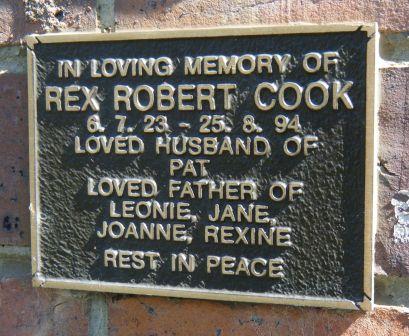 IN LOVING MEMORY OF
REX ROBERT COOK
6. 7. 23 - 25. 8. 94
LOVED HUSBAND OF
PAT
LOVED FATHER OF
LEONIE, JANE,
JOANNE, REXINE
REST IN PEACE